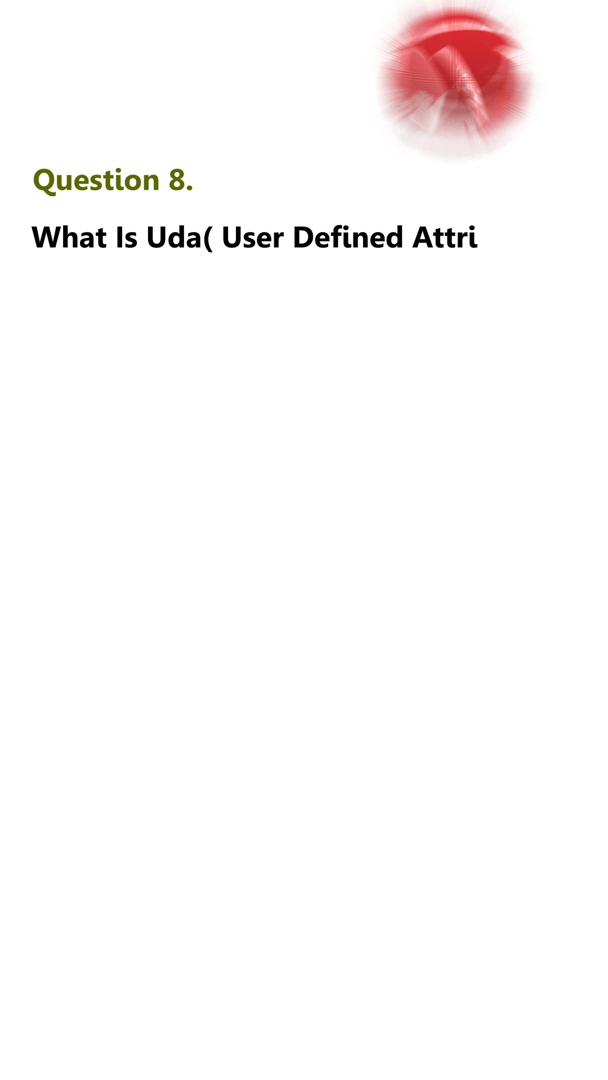 Question 8.
What Is Uda( User Defined Attri